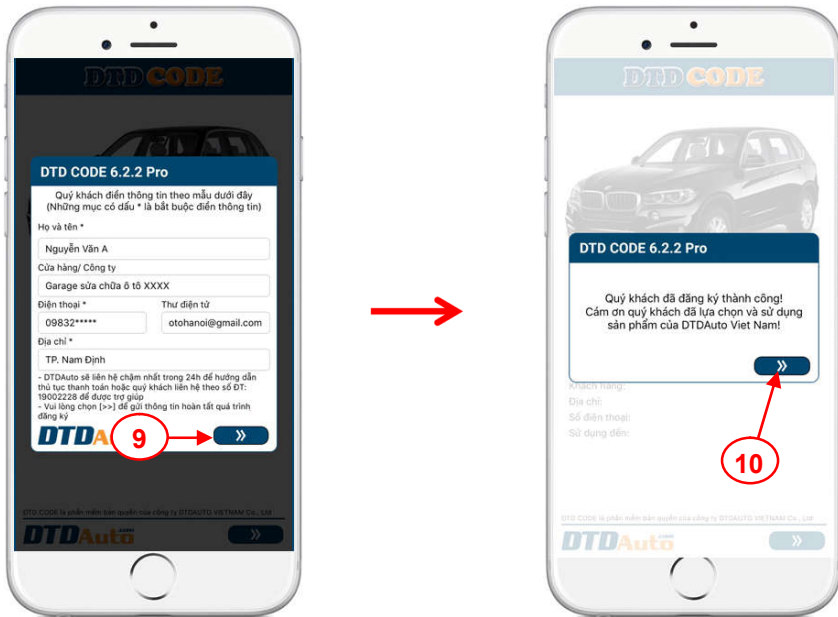 DTD CODE
DTD CODE 6.2.2 Pro
Quý khách điền thông tin theo mẫu dưới đây
(Những mục có dấu * là bắt buộc điền thông tin)
Họ và tên *
Nguyễn Văn A
Cửa hàng/ Công ty
Garage sửa chữa ô tô XXXX
Điện thoại * Thư điện tử
09832***** otohanoi@gmail.com
Địa chỉ *
TP. Nam Định
- DTDAuto sẽ liên hệ chậm nhất trong 24h để hướng dẫn
thủ tục thanh toán hoặc quý khách liên hệ theo số ĐT:
19002228 để được trợ giúp
- Vui lòng chọn [>>] để gửi thông tin hoàn tất quá trình
đăng ký
DTDA 9 »
DTD CODE là phần mềm bản quyền của công ty DTDAUTO VIETNAM Co., Ltd
DTDAuto.com »
DTD CODE
DTD CODE 6.2.2 Pro
Quý khách đã đăng ký thành công!
Cám ơn quý khách đã lựa chọn và sử dụng
sản phẩm của DTDAuto Viet Nam!
»
Khách hàng:
Địa chỉ:
Số điện thoại:
Sử dụng đến:
10
DTD CODE là phần mềm bản quyền của công ty DTDAUTO VIETNAM Co., Ltd
DTDAuto.com »